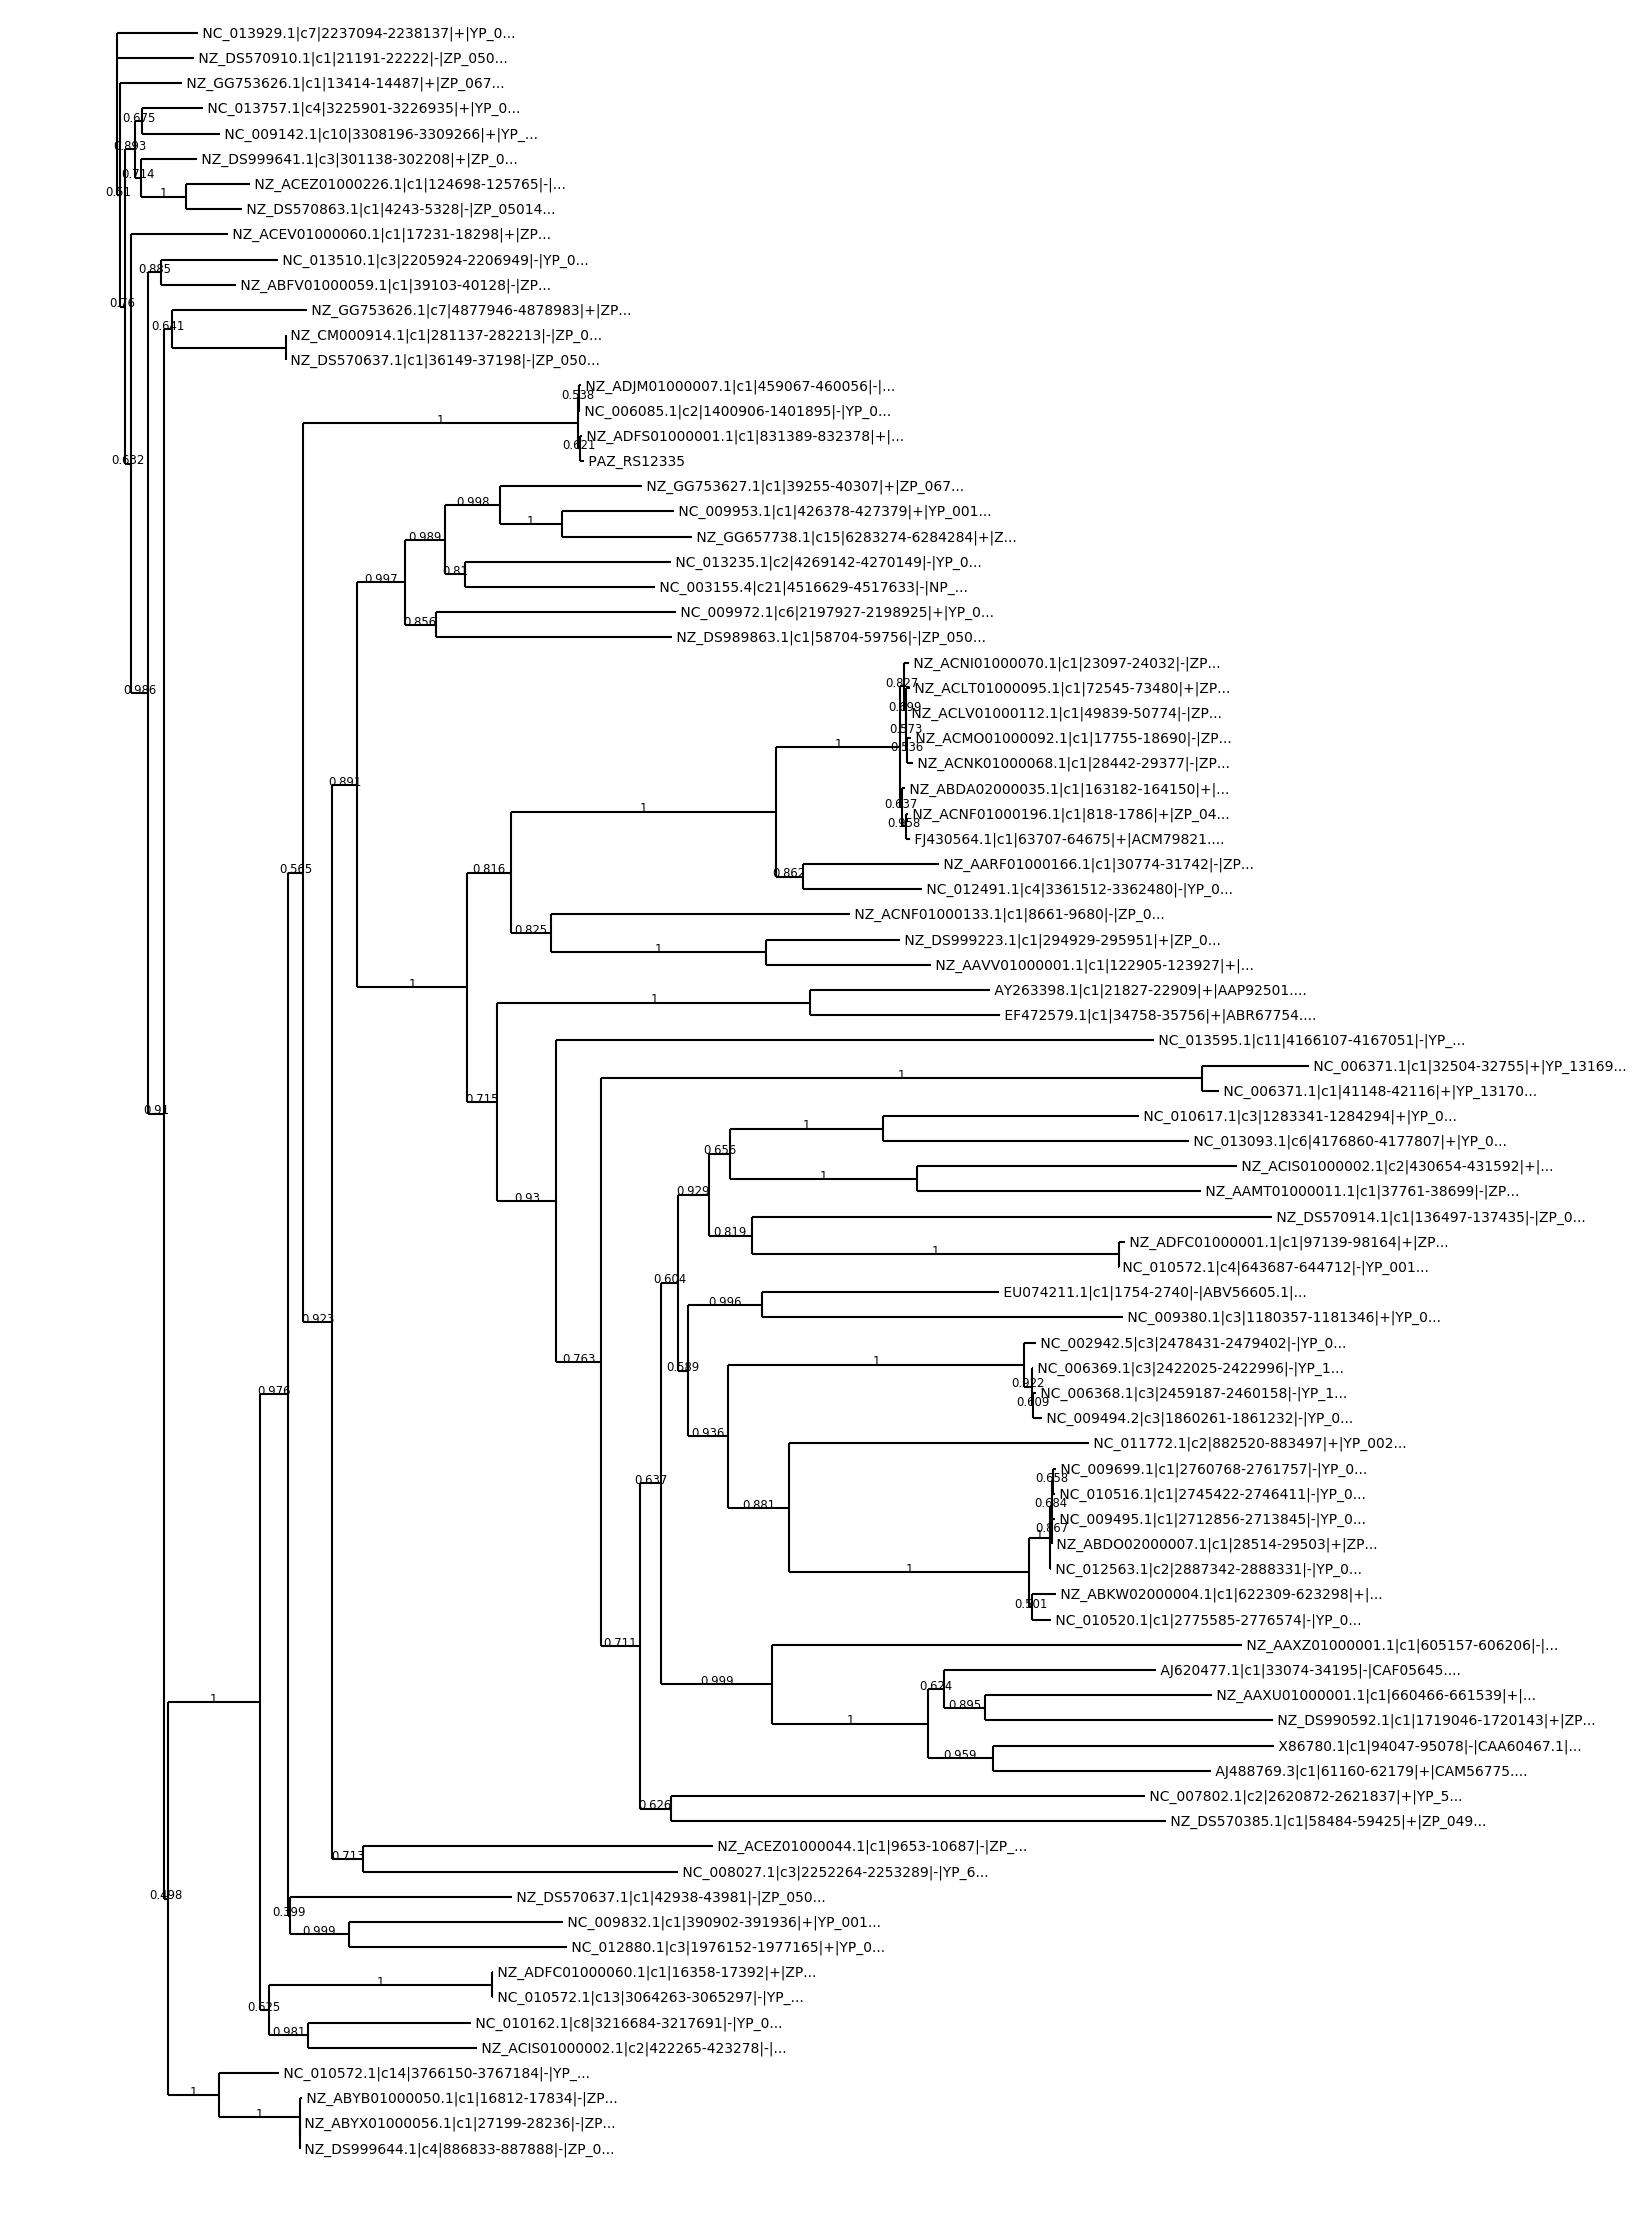 NC_013929.1|c7|2237094-2238137|+|YP_0...
NZ_DS570910.1|c1|21191-22222|-|ZP_050...
NZ_GG753626.1|c1|13414-14487|+|ZP_067...
NC_013757.1|c4|3225901-3226935|+|YP_0...
0.675
NC_009142.1|c10|3308196-3309266|+|YP_...
0.893
NZ_DS999641.1|c3|301138-302208|+|ZP_0...
0.714
NZ_ACEZ01000226.1|c1|124698-125765|-|...
0.51
1
NZ_DS570863.1|c1|4243-5328|-|ZP_05014...
NZ_ACEV01000060.1|c1|17231-18298|+|ZP...
NC_013510.1|c3|2205924-2206949|-|YP_0...
0.885
NZ_ABFV01000059.1|c1|39103-40128|-|ZP...
0.76
NZ_GG753626.1|c7|4877946-4878983|+|ZP...
0.641
NZ_CM000914.1|c1|281137-282213|-|ZP_0...
NZ_DS570637.1|c1|36149-37198|-|ZP_050...
NZ_ADJM01000007.1|c1|459067-460056|-|...
0.538
NC_006085.1|c2|1400906-1401895|-|YP_0...
1
NZ_ADFS01000001.1|c1|831389-832378|+|...
0.621
0.632
PAZ_RS12335
NZ_GG753627.1|c1|39255-40307|+|ZP_067...
0.998
NC_009953.1|c1|426378-427379|+|YP_001...
1
0.989
NZ_GG657738.1|c15|6283274-6284284|+|Z...
NC_013235.1|c2|4269142-4270149|-|YP_0...
0.81
0.997
NC_003155.4|c21|4516629-4517633|-|NP_...
NC_009972.1|c6|2197927-2198925|+|YP_0...
0.856
NZ_DS989863.1|c1|58704-59756|-|ZP_050...
NZ_ACNI01000070.1|c1|23097-24032|-|ZP...
0.827
0.986
NZ_ACLT01000095.1|c1|72545-73480|+|ZP...
0.699
NZ_ACLV01000112.1|c1|49839-50774|-|ZP...
0.573
NZ_ACMO01000092.1|c1|17755-18690|-|ZP...
1
0.536
NZ_ACNK01000068.1|c1|28442-29377|-|ZP...
0.891
NZ_ABDA02000035.1|c1|163182-164150|+|...
0.637
1
NZ_ACNF01000196.1|c1|818-1786|+|ZP_04...
0.958
FJ430564.1|c1|63707-64675|+|ACM79821....
NZ_AARF01000166.1|c1|30774-31742|-|ZP...
0.565
0.816
0.862
NC_012491.1|c4|3361512-3362480|-|YP_0...
NZ_ACNF01000133.1|c1|8661-9680|-|ZP_0...
0.825
NZ_DS999223.1|c1|294929-295951|+|ZP_0...
1
NZ_AAVV01000001.1|c1|122905-123927|+|...
1
AY263398.1|c1|21827-22909|+|AAP92501....
1
EF472579.1|c1|34758-35756|+|ABR67754....
NC_013595.1|c11|4166107-4167051|-|YP_...
NC_006371.1|c1|32504-32755|+|YP_13169...
1
NC_006371.1|c1|41148-42116|+|YP_13170...
0.715
0.91
NC_010617.1|c3|1283341-1284294|+|YP_0...
1
NC_013093.1|c6|4176860-4177807|+|YP_0...
0.656
NZ_ACIS01000002.1|c2|430654-431592|+|...
1
NZ_AAMT01000011.1|c1|37761-38699|-|ZP...
0.929
0.93
NZ_DS570914.1|c1|136497-137435|-|ZP_0...
0.819
NZ_ADFC01000001.1|c1|97139-98164|+|ZP...
1
NC_010572.1|c4|643687-644712|-|YP_001...
0.604
EU074211.1|c1|1754-2740|-|ABV56605.1|...
0.996
NC_009380.1|c3|1180357-1181346|+|YP_0...
0.923
NC_002942.5|c3|2478431-2479402|-|YP_0...
0.763
1
NC_006369.1|c3|2422025-2422996|-|YP_1...
0.589
0.922
0.976
NC_006368.1|c3|2459187-2460158|-|YP_1...
0.609
NC_009494.2|c3|1860261-1861232|-|YP_0...
0.936
NC_011772.1|c2|882520-883497|+|YP_002...
NC_009699.1|c1|2760768-2761757|-|YP_0...
0.658
0.637
NC_010516.1|c1|2745422-2746411|-|YP_0...
0.684
0.881
NC_009495.1|c1|2712856-2713845|-|YP_0...
0.867
1
NZ_ABDO02000007.1|c1|28514-29503|+|ZP...
NC_012563.1|c2|2887342-2888331|-|YP_0...
1
NZ_ABKW02000004.1|c1|622309-623298|+|...
0.501
NC_010520.1|c1|2775585-2776574|-|YP_0...
0.711
NZ_AAXZ01000001.1|c1|605157-606206|-|...
AJ620477.1|c1|33074-34195|-|CAF05645....
0.999
0.624
NZ_AAXU01000001.1|c1|660466-661539|+|...
1
0.895
NZ_DS990592.1|c1|1719046-1720143|+|ZP...
1
X86780.1|c1|94047-95078|-|CAA60467.1|...
0.959
AJ488769.3|c1|61160-62179|+|CAM56775....
NC_007802.1|c2|2620872-2621837|+|YP_5...
0.626
NZ_DS570385.1|c1|58484-59425|+|ZP_049...
NZ_ACEZ01000044.1|c1|9653-10687|-|ZP_...
0.713
NC_008027.1|c3|2252264-2253289|-|YP_6...
0.498
NZ_DS570637.1|c1|42938-43981|-|ZP_050...
0.399
NC_009832.1|c1|390902-391936|+|YP_001...
0.999
NC_012880.1|c3|1976152-1977165|+|YP_0...
NZ_ADFC01000060.1|c1|16358-17392|+|ZP...
1
NC_010572.1|c13|3064263-3065297|-|YP_...
0.525
NC_010162.1|c8|3216684-3217691|-|YP_0...
0.981
NZ_ACIS01000002.1|c2|422265-423278|-|...
NC_010572.1|c14|3766150-3767184|-|YP_...
1
NZ_ABYB01000050.1|c1|16812-17834|-|ZP...
1
NZ_ABYX01000056.1|c1|27199-28236|-|ZP...
NZ_DS999644.1|c4|886833-887888|-|ZP_0...